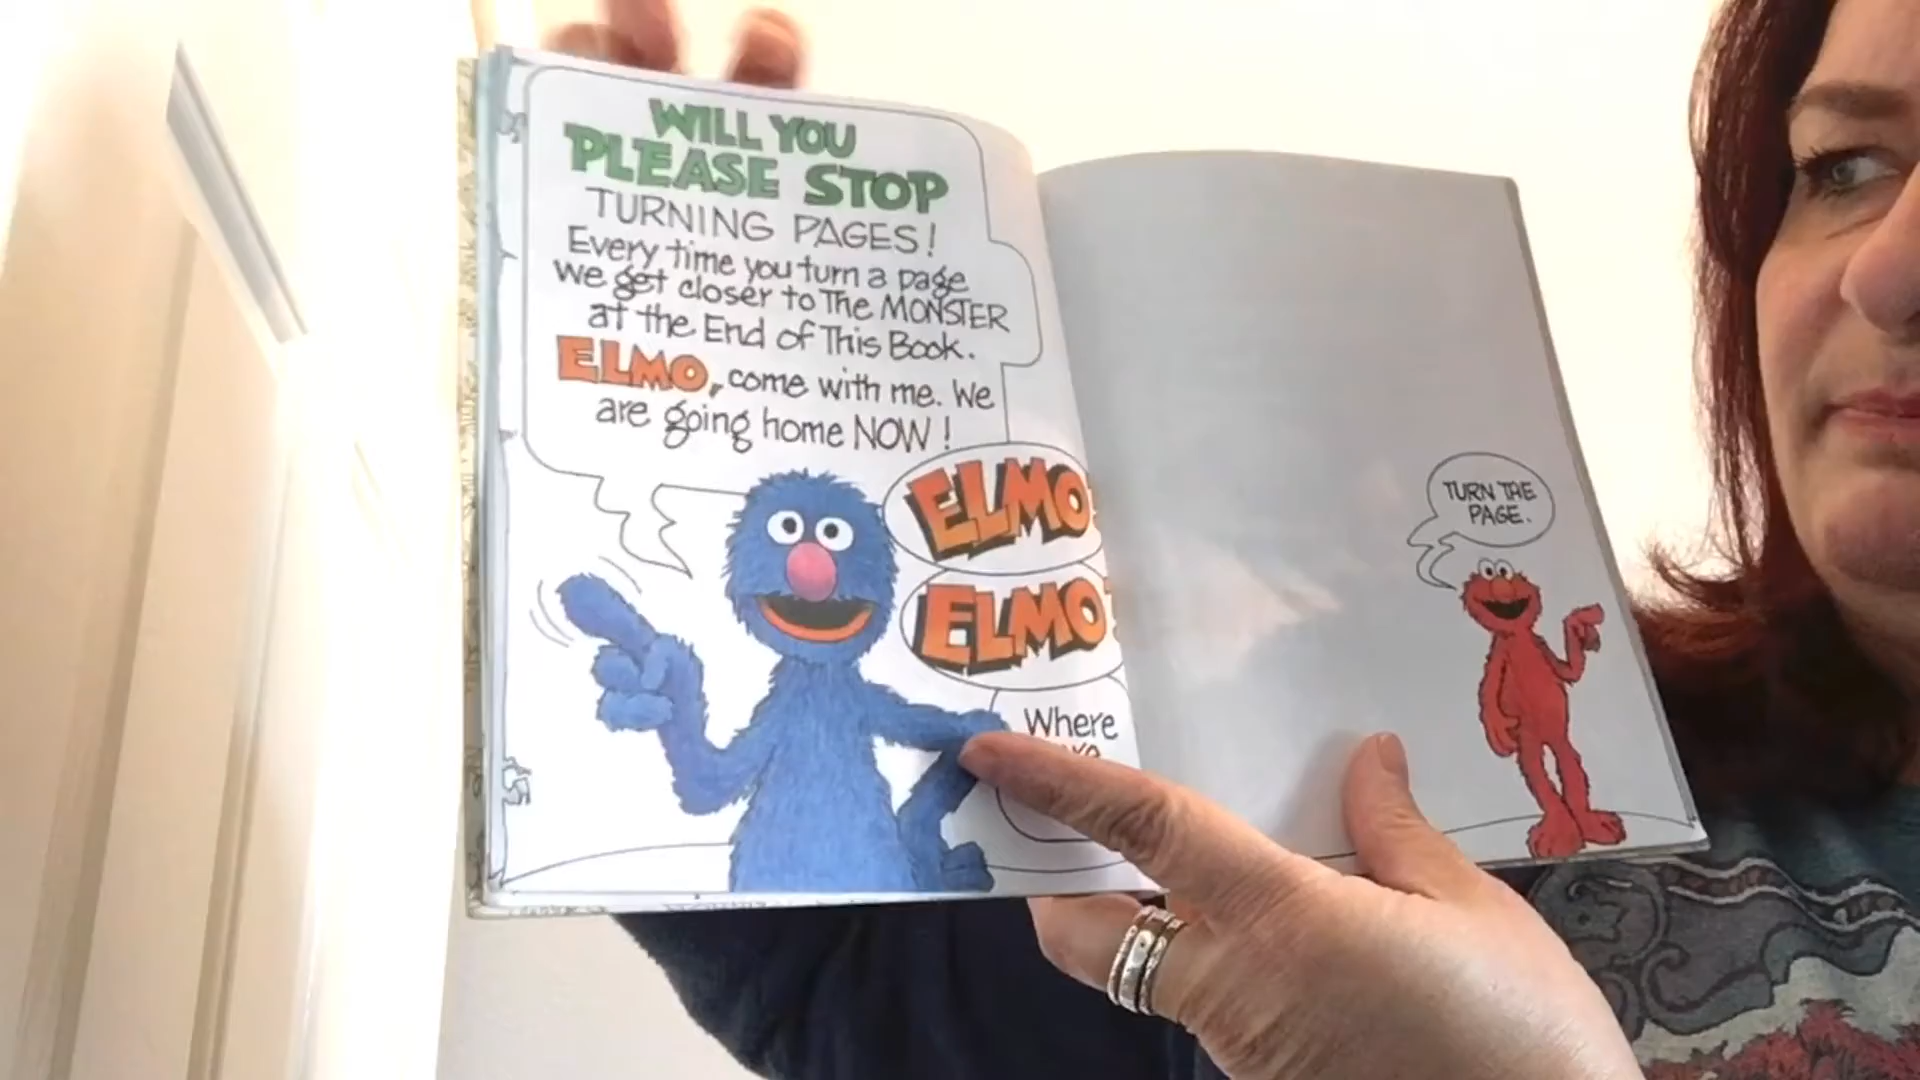 WILL YOU
PLEASE STOP
TURNING PAGES!
Every time you turn a page
we get closer to The MONSTER
at the End of This Book.
ELMO, come with me. We
are going home NOW!
ELMO
ELMO
Where
TURN THE
PAGE.